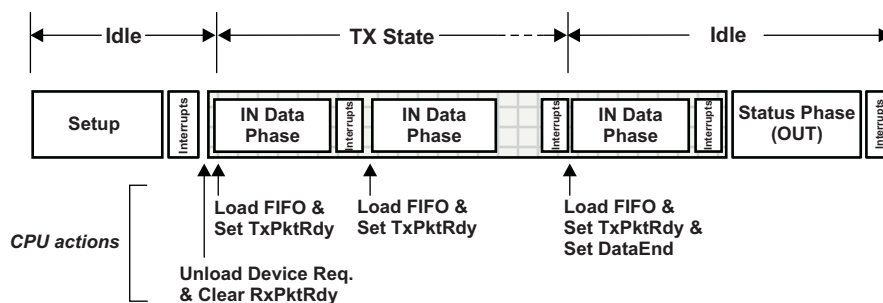 Idle
TX State
Idle
Setup
Interrupts
IN Data
Phase
Interrupts
IN Data
Phase
Interrupts
IN Data
Phase
Interrupts
Status Phase
(OUT)
Interrupts
CPU actions
Load FIFO &
Set TxPktRdy
Load FIFO &
Set TxPktRdy
Load FIFO &
Set TxPktRdy &
Set DataEnd
Unload Device Req.
& Clear RxPktRdy